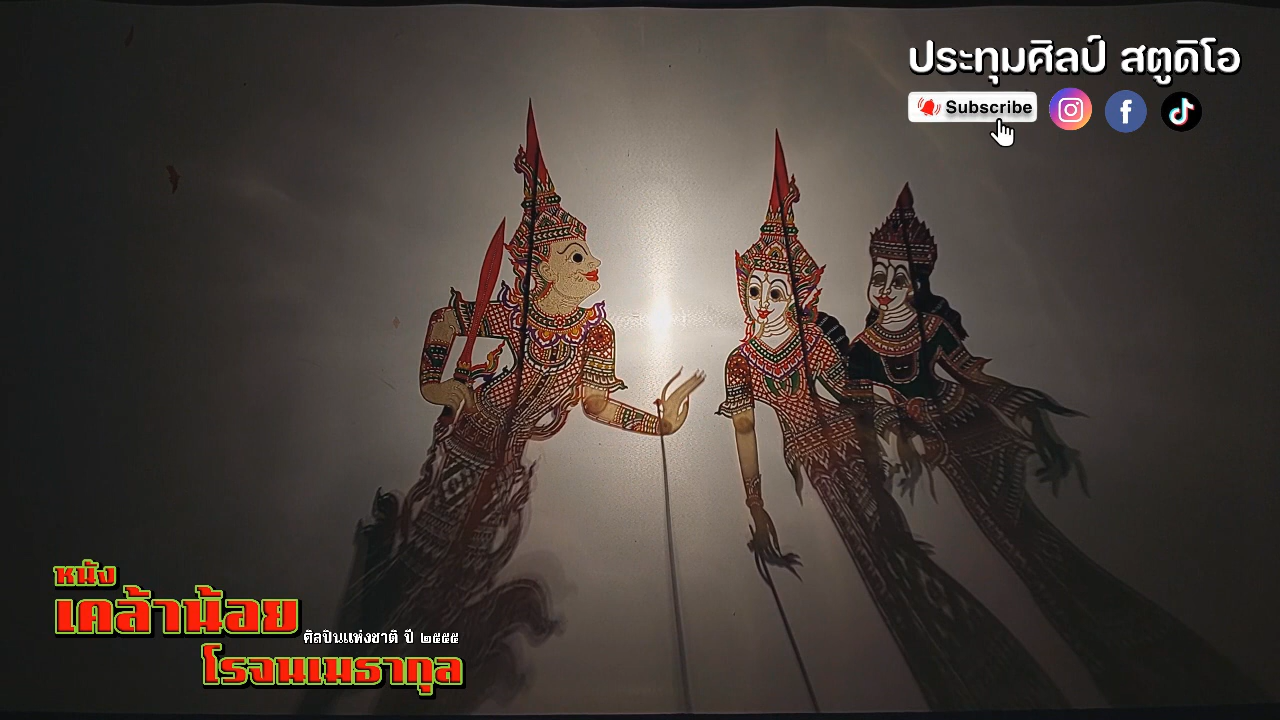 ประทุมศิลป์ สตูดิโอ
Subscribe
หนัง
เคล้าน้อย
ศิลปินแห่งชาติ ปี ๒๕๕๕
โรจนเมธากุล